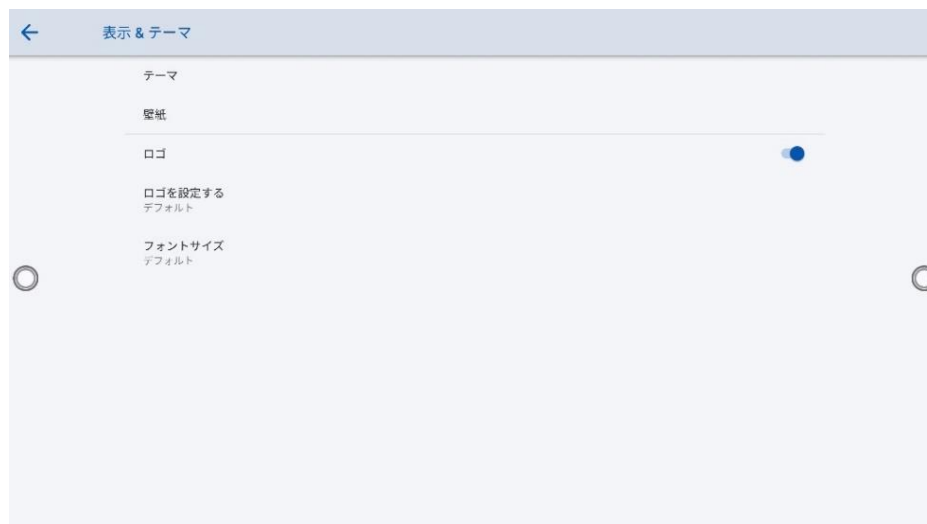 表示 & テーマ
テーマ
壁紙
ロゴ
ロゴを設定する
デフォルト
フォントサイズ
デフォルト